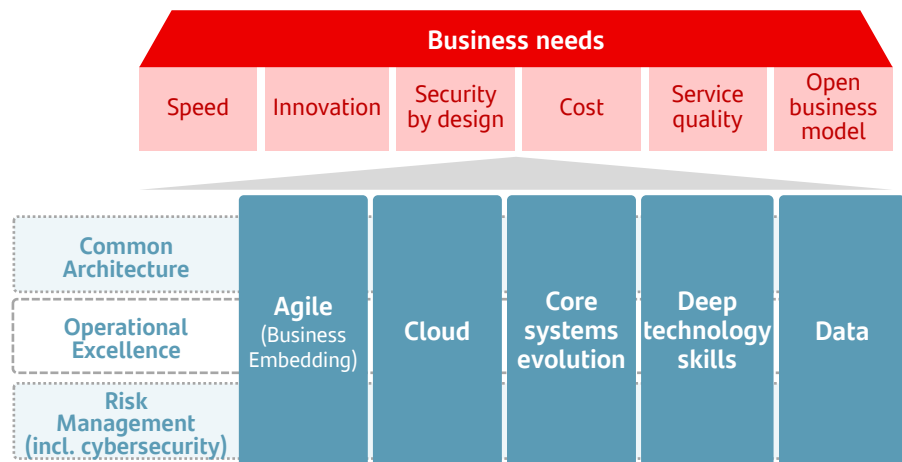 Business needs
Speed
Innovation
Security
by design
Cost
Service
quality
Open
business
model
Common
Architecture
Operational
Excellence
Risk
Management
(incl. cybersecurity)
Agile
(Business
Embedding)
Cloud
Core
systems
evolution
Deep
technology
skills
Data